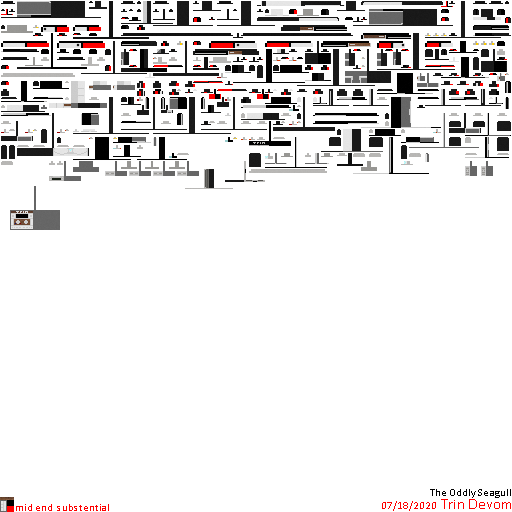 The Oddly Seagull
07/18/2020 Trin Devom
mid end substential